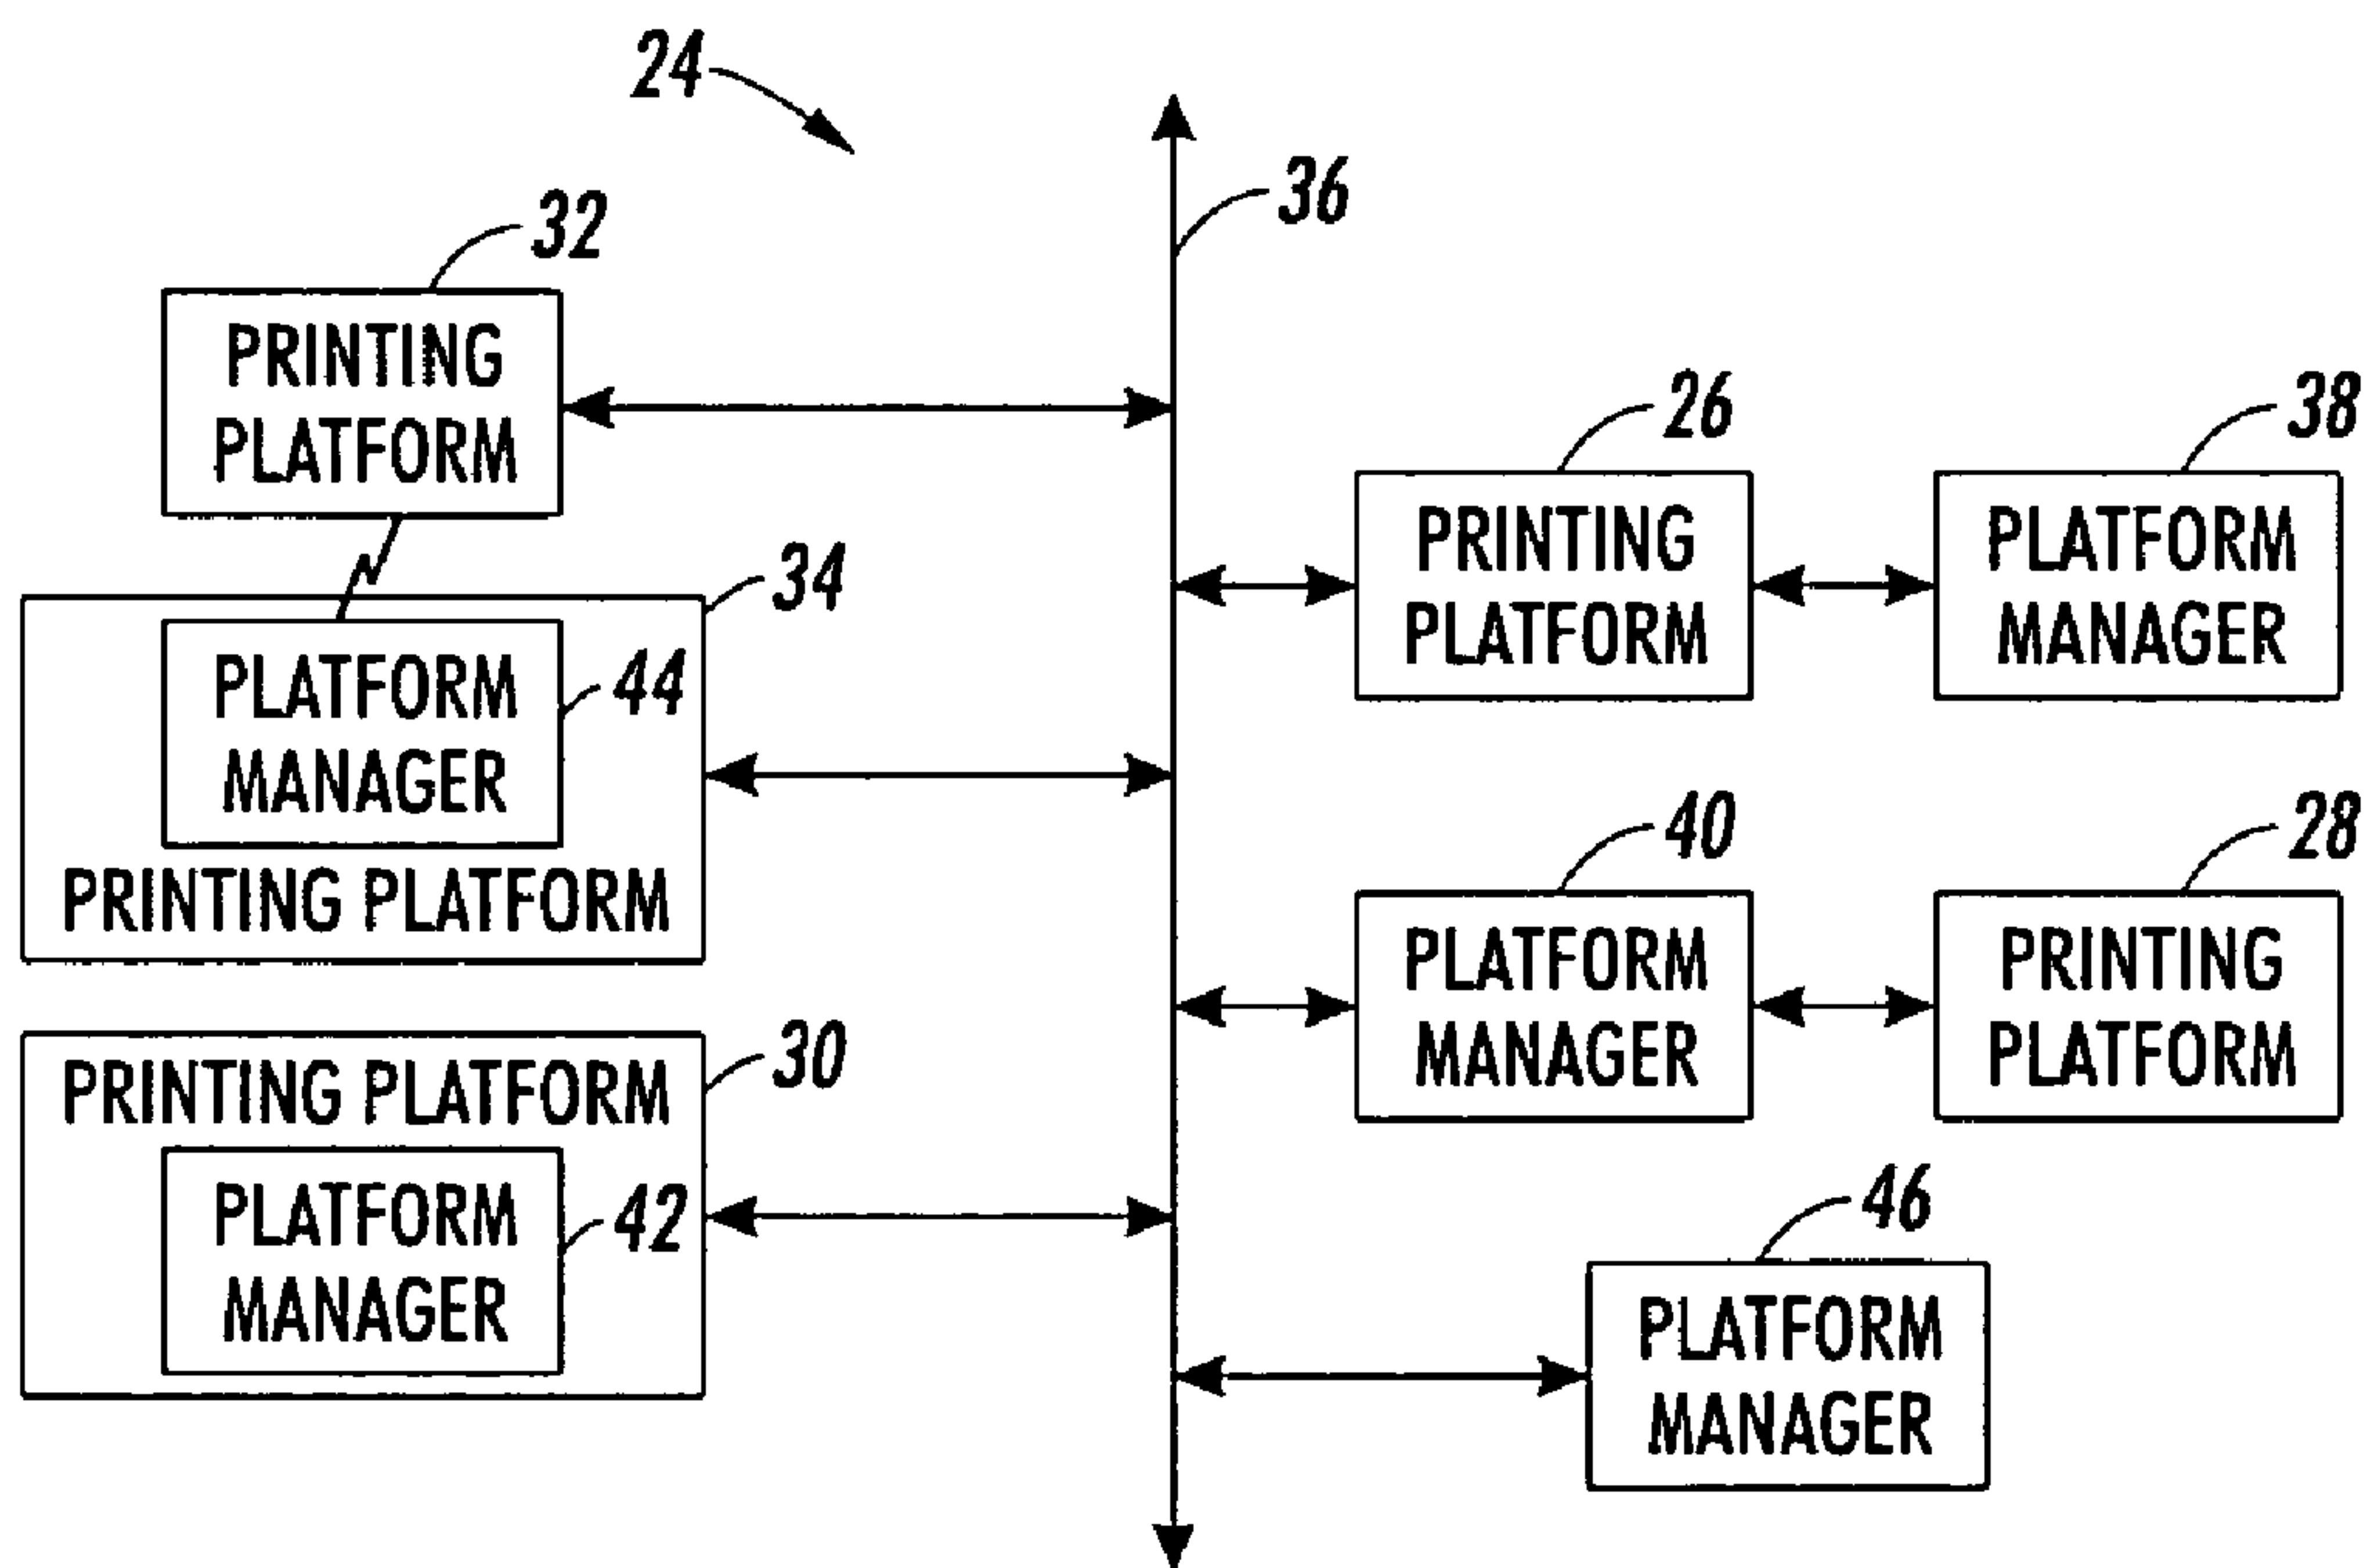 24
36
32
PRINTING
PLATFORM
34
PLATFORM
MANAGER
44
PRINTING PLATFORM
30
PRINTING PLATFORM
PLATFORM
MANAGER
42
26
PRINTING
PLATFORM
38
PLATFORM
MANAGER
40
PLATFORM
MANAGER
28
PRINTING
PLATFORM
46
PLATFORM
MANAGER